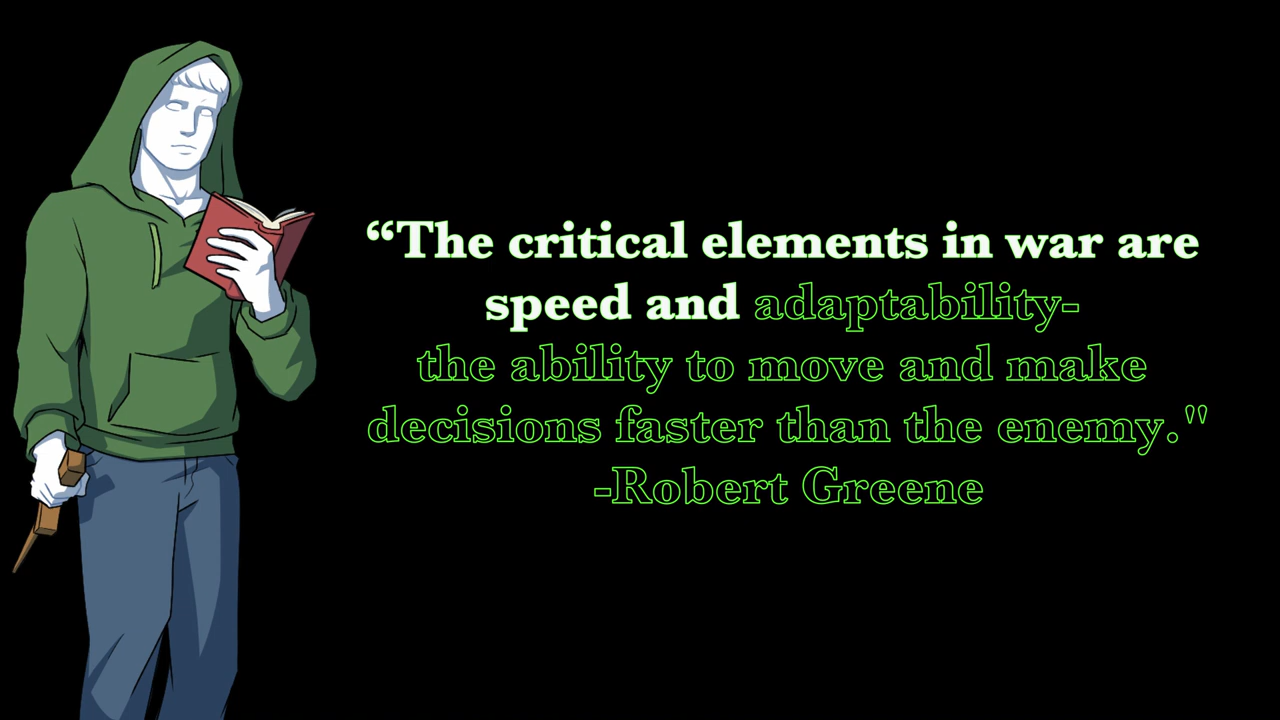 “The critical elements in war are
speed and adaptability-
the ability to move and make
decisions faster than the enemy."
-Robert Greene